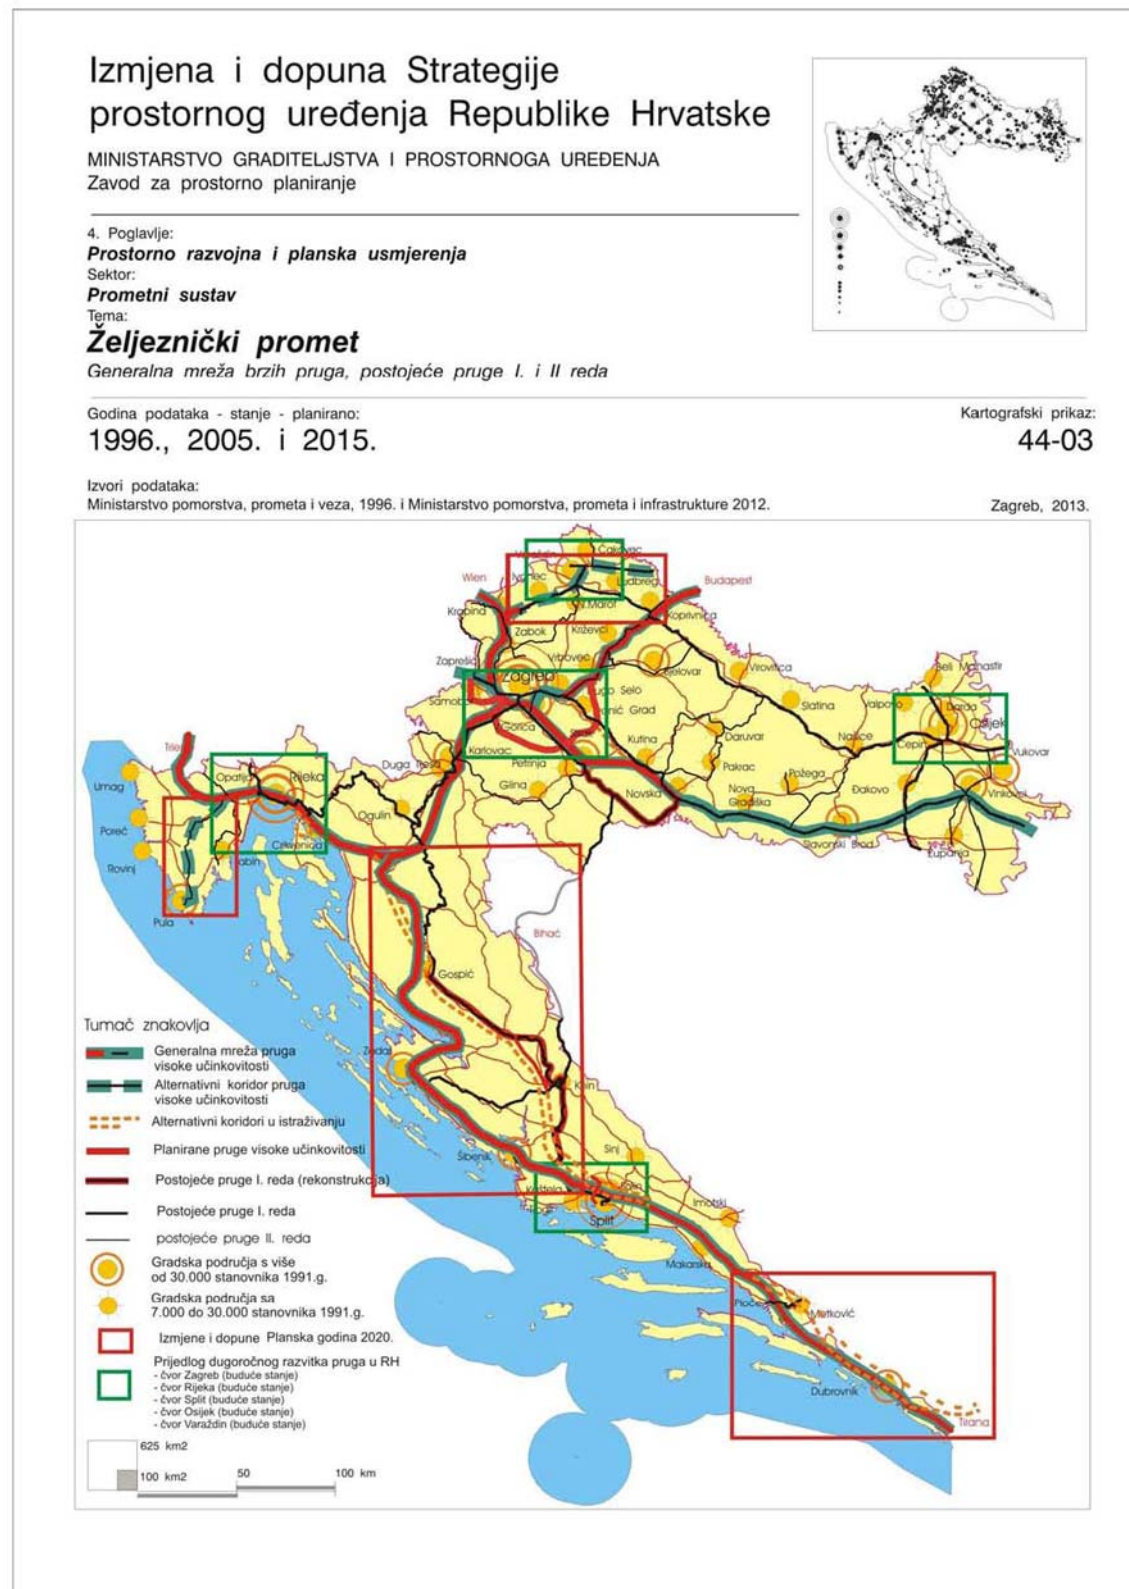 Izmjena i dopuna Strategije
prostornog uređenja Republike Hrvatske
MINISTARSTVO GRADITELJSTVA I PROSTORNOGA UREĐENJA
Zavod za prostorno planiranje
4. Poglavlje:
Prostorno razvojna i planska usmjerenja
Sektor:
Prometni sustav
Tema:
Željeznički promet
Generalna mreža brzih pruga, postojeće pruge I. i II reda
Godina podataka - stanje - planirano:
1996., 2005. i 2015.
Kartografski prikaz:
44-03
Izvori podataka:
Ministarstvo pomorstva, prometa i veza, 1996. i Ministarstvo pomorstva, prometa i infrastrukture 2012.
Zagreb, 2013.
Čakovec
Wien
Ludbreg
Budapest
N.Marof
Krapina
Koprivnica
Zabok
Križevci
Vrbovec
Zaprešić
Bjelovar
Virovitica
Beli Manastir
Zagreb
Dugo Selo
Samobor
Slatina
Valpovo
Darda
Osijek
Kutina
Daruvar
Našice
Čepin
Vukovar
Karlovac
Duga Resa
Petrinja
Pakrac
Požega
Đakovo
Vinkovci
Opatija
Rijeka
Umag
Glina
Novska
Nova
Gradiška
Ogulin
Poreč
Crikvenica
Slavonski Brod
Županja
Rovinj
Labin
Pula
Bihać
Gospić
Zadar
Knin
Šibenik
Sinj
Kaštela
Split
Imotski
Makarska
Ploče
Metković
Dubrovnik
Tirana
Tumač znakovlja
Generalna mreža pruga
visoke učinkovitosti
Alternativni koridor pruga
visoke učinkovitosti
Alternativni koridori u istraživanju
Planirane pruge visoke učinkovitosti
Postojeće pruge I. reda (rekonstrukcija)
Postojeće pruge I. reda
postojeće pruge II. reda
Gradska područja s više
od 30.000 stanovnika 1991.g.
Gradska područja sa
7.000 do 30.000 stanovnika 1991.g.
Izmjene i dopune Planska godina 2020.
Prijedlog dugoročnog razvitka pruga u RH
- čvor Zagreb (buduće stanje)
- čvor Rijeka (buduće stanje)
- čvor Split (buduće stanje)
- čvor Osijek (buduće stanje)
- čvor Varaždin (buduće stanje)
625 km2
100 km2
50
100 km